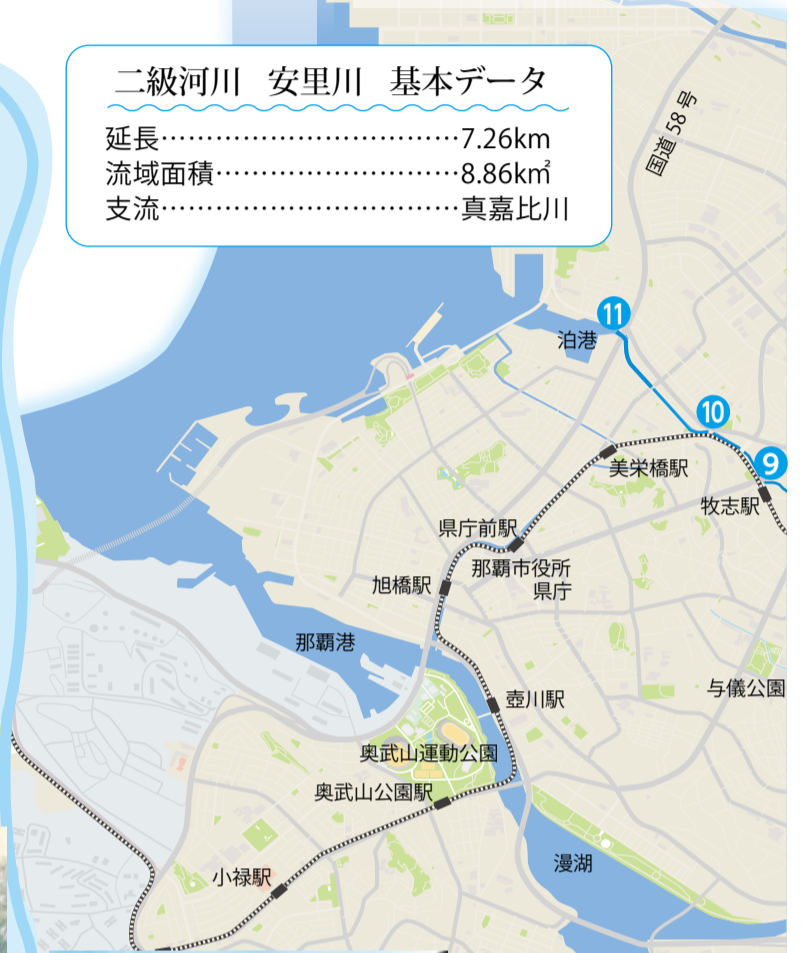 二級河川　安里川　基本データ
延長……………………………7.26km
流域面積………………………8.86k㎡
支流……………………………真嘉比川
国道 58 号
11
泊港
10
美栄橋駅
9
牧志駅
県庁前駅
那覇市役所
県庁
旭橋駅
那覇港
与儀公園
壺川駅
奥武山運動公園
奥武山公園駅
漫湖
小禄駅